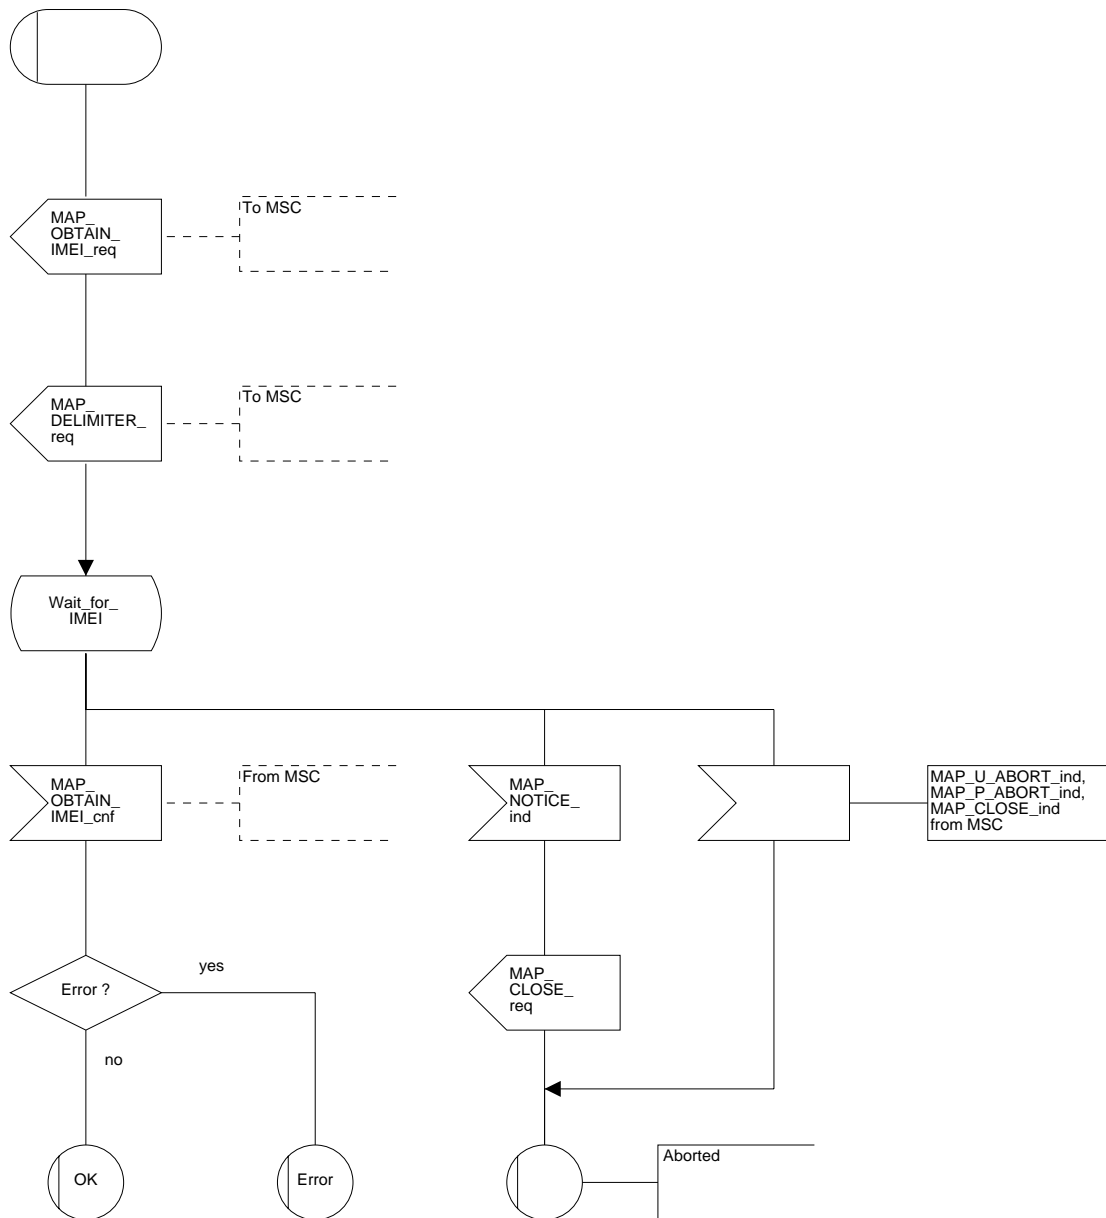 MAP_
OBTAIN_
IMEI_req
To MSC
MAP_
DELIMITER_
req
To MSC
Wait_for_
IMEI
MAP_
OBTAIN_
IMEI_cnf
From MSC
MAP_
NOTICE_
ind
MAP_U_ABORT_ind,
MAP_P_ABORT_ind,
MAP_CLOSE_ind
from MSC
Error ?
yes
no
MAP_
CLOSE_
req
OK
Error
Aborted